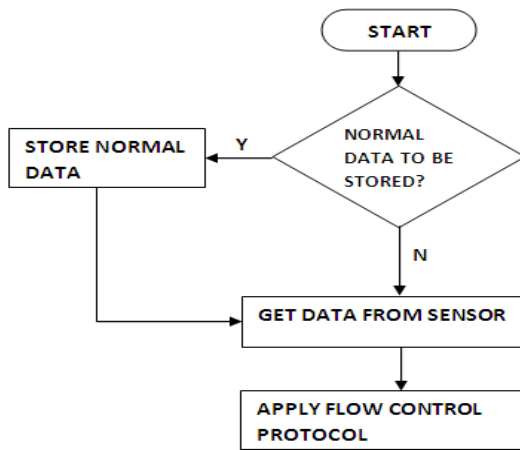 START
NORMAL
DATA TO BE
STORED?
Y
STORE NORMAL
DATA
N
GET DATA FROM SENSOR
APPLY FLOW CONTROL
PROTOCOL